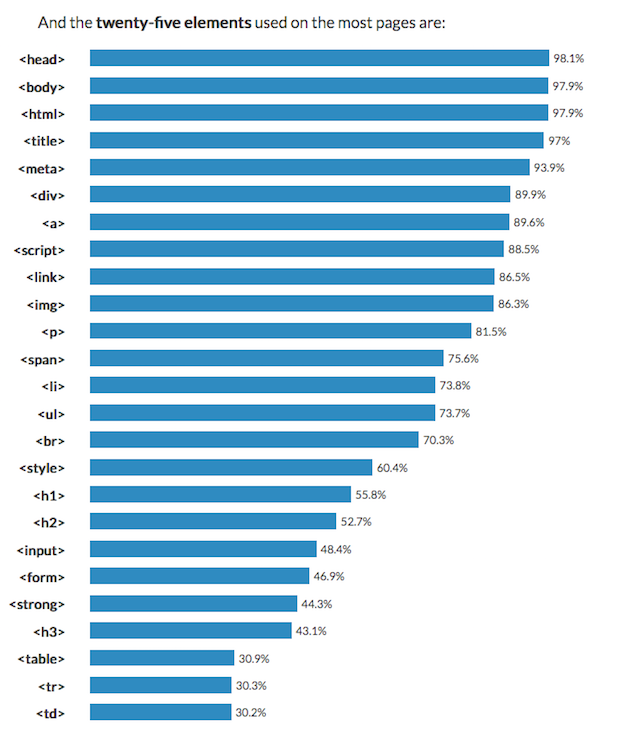 And the twenty-five elements used on the most pages are:
<head> 98.1%
<body> 97.9%
<html> 97.9%
<title> 97%
<meta> 93.9%
<div> 89.9%
<a> 89.6%
<script> 88.5%
<link> 86.5%
<img> 86.3%
<p> 81.5%
<span> 75.6%
<li> 73.8%
<ul> 73.7%
<br> 70.3%
<style> 60.4%
<h1> 55.8%
<h2> 52.7%
<input> 48.4%
<form> 46.9%
<strong> 44.3%
<h3> 43.1%
<table> 30.9%
<tr> 30.3%
<td> 30.2%